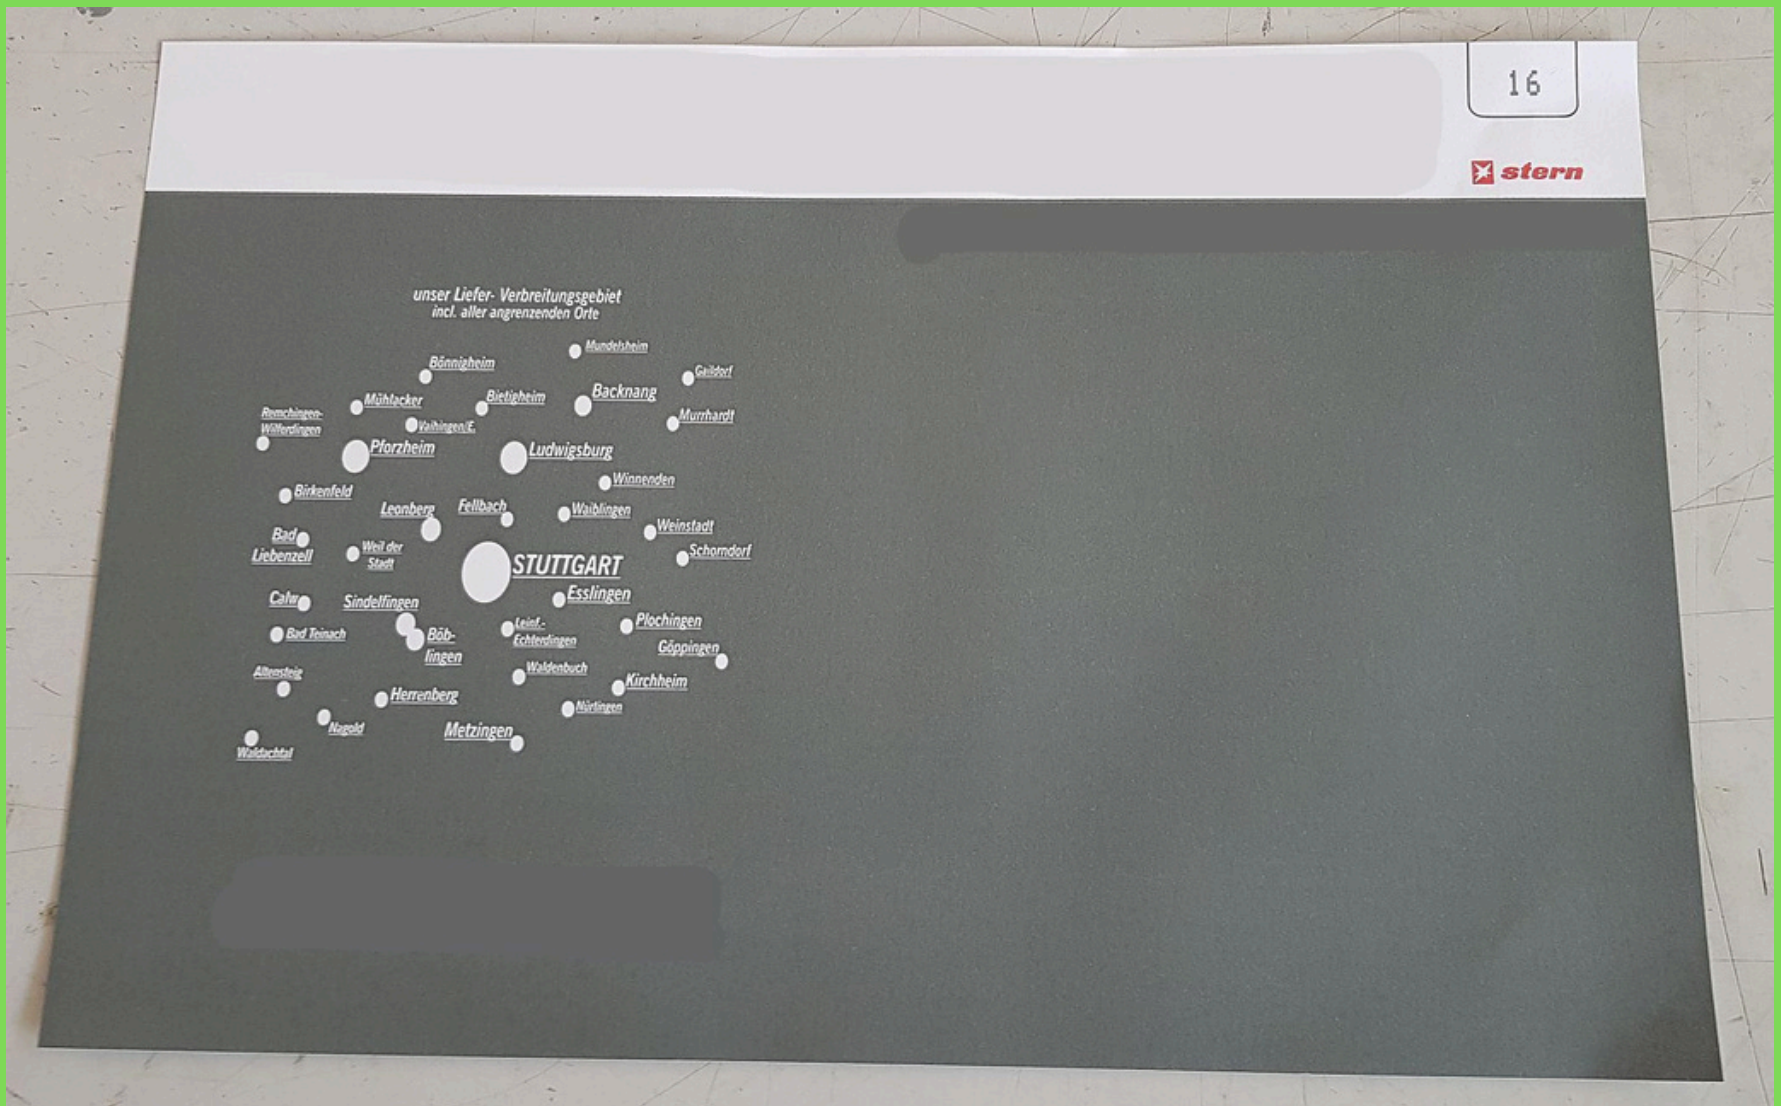 16
stern
unser Liefer- Verbreitungsgebiet
incl. aller angrenzenden Orte
Mundelsheim
Bönnigheim
Gaildorf
Backnang
Bietigheim
Mühlacker
Remchingen-
Wilferdingen
Murrhardt
Vaihingen/E.
Pforzheim
Ludwigsburg
Winnenden
Birkenfeld
Leonberg
Fellbach
Waiblingen
Weinstadt
Bad
Liebenzell
Weil der
Stadt
Schorndorf
STUTTGART
Esslingen
Calw
Sindelfingen
Leinf.-
Echterdingen
Plochingen
Bad Teinach
Böb-
lingen
Göppingen
Waldenbuch
Altensteig
Kirchheim
Herrenberg
Nürtingen
Nagold
Metzingen
Waldachtal